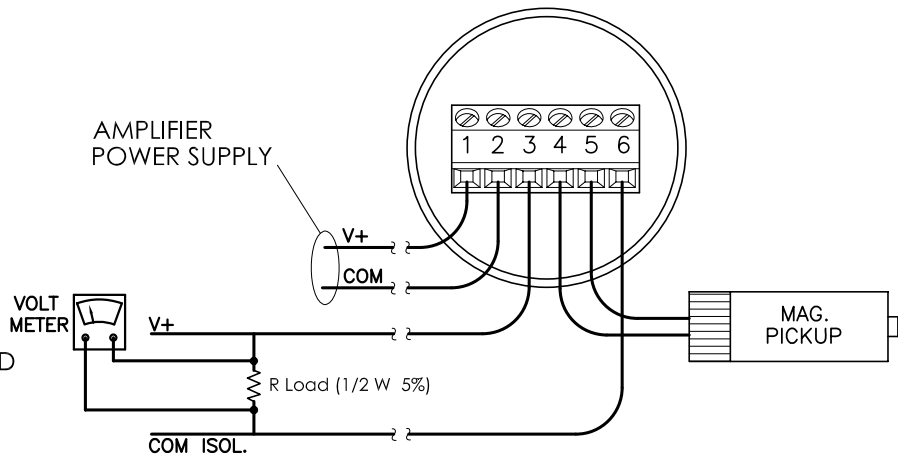 AMPLIFIER
POWER SUPPLY
1 2 3 4 5 6
V+
COM
VOLT
METER
V+
MAG.
PICKUP
D
R Load (1/2 W 5%)
COM ISOL.